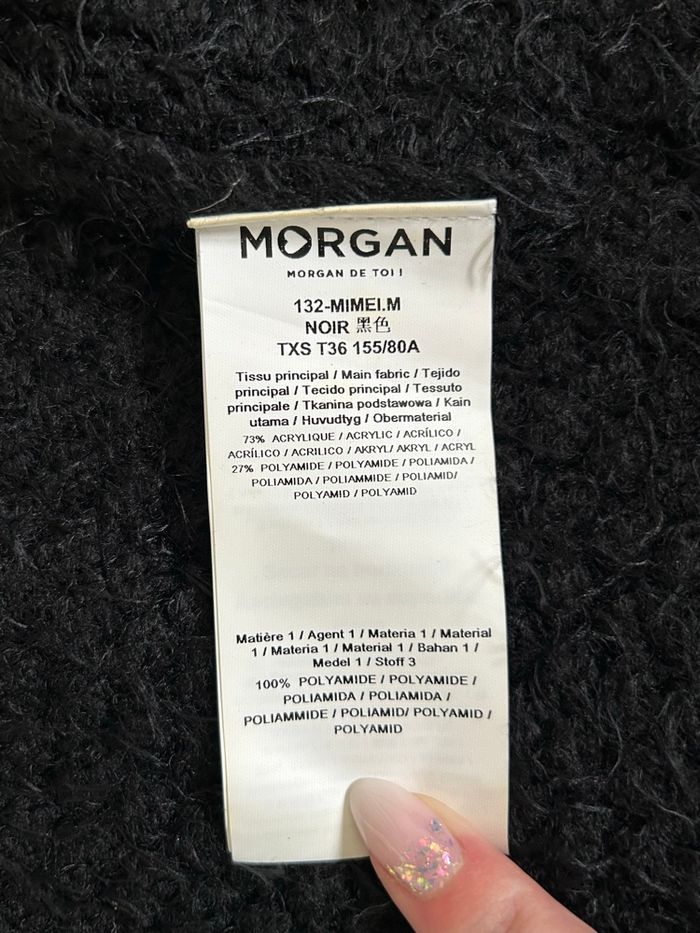 MORGAN
MORGAN DE TOI !
132-MIMEI.M
NOIR 黑色
TXS T36 155/80A
Tissu principal / Main fabric / Tejido
principal / Tecido principal / Tessuto
principale / Tkanina podstawowa / Kain
utama / Huvudtyg / Obermaterial
73% ACRYLIQUE / ACRYLIC / ACRÍLICO /
ACRÍLICO / ACRILICO / AKRYL/ AKRYL / ACRYL
27% POLYAMIDE / POLYAMIDE / POLIAMIDA /
POLIAMIDA / POLIAMMIDE / POLIAMID/
POLYAMID / POLYAMID
Matière 1 / Agent 1 / Materia 1 / Material
1 / Materia 1 / Materiał 1 / Bahan 1 /
Medel 1 / Stoff 3
100% POLYAMIDE / POLYAMIDE /
POLIAMIDA / POLIAMIDA /
POLIAMMIDE / POLIAMID/ POLYAMID /
POLYAMID